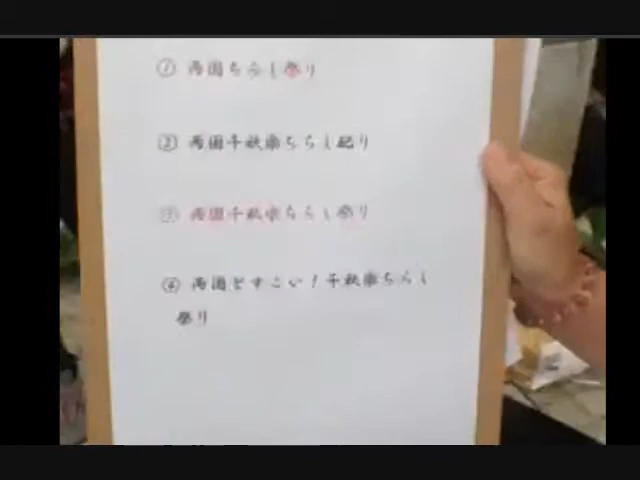 ① 両国ちらし祭り
② 両国千秋楽ちらし配り
③ 両国千秋楽ちらし祭り
④ 両国どすこい!千秋楽ちらし
祭り